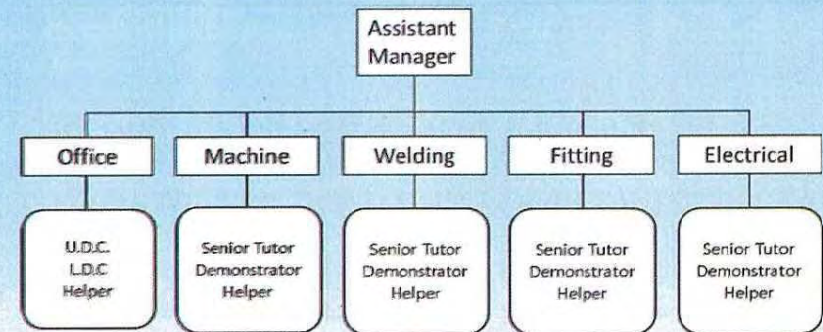 Assistant
Manager
Office
Machine
Welding
Fitting
Electrical
U.D.C.
L.D.C
Helper
Senior Tutor
Demonstrator
Helper
Senior Tutor
Demonstrator
Helper
Senior Tutor
Demonstrator
Helper
Senior Tutor
Demonstrator
Helper